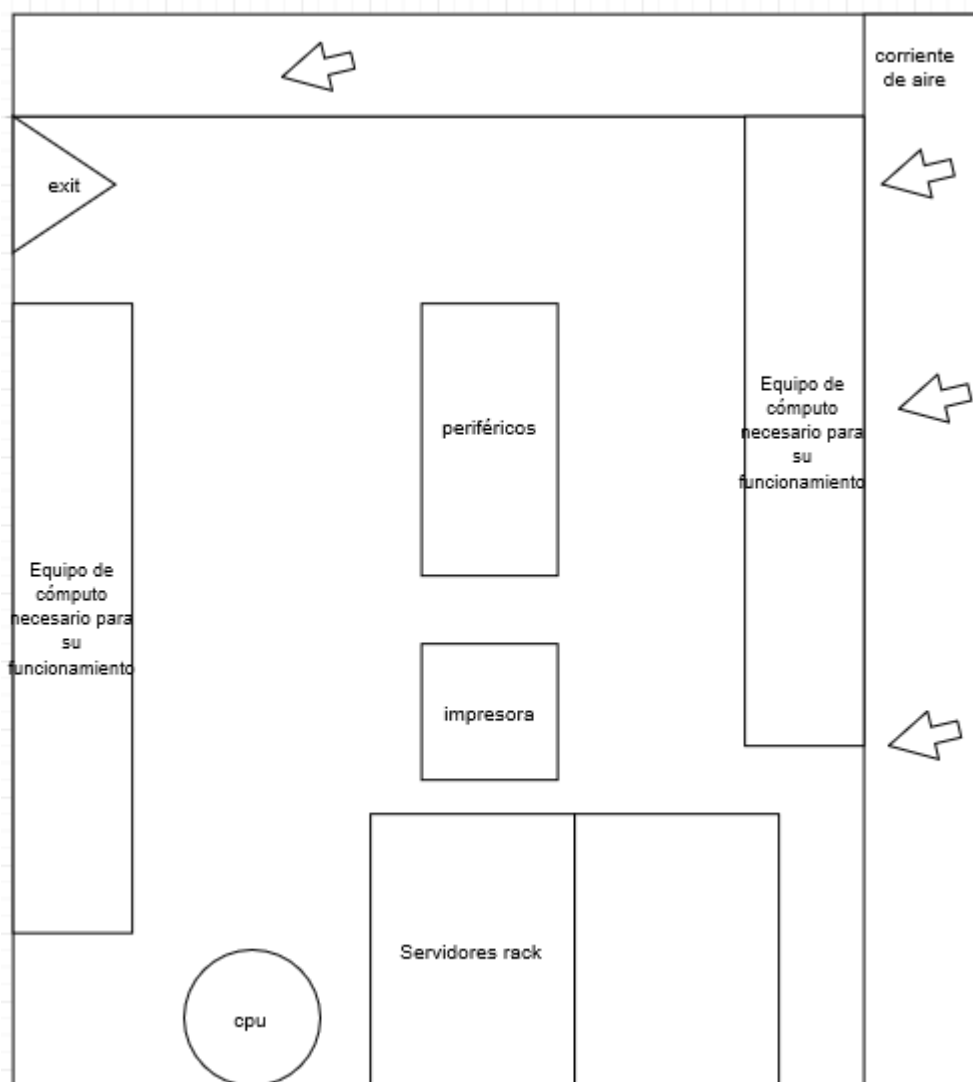 corriente
de aire
exit
Equipo de
cómputo
necesario para
su
funcionamiento
periféricos
Equipo de
cómputo
necesario para
su
funcionamiento
impresora
Servidores rack
cpu